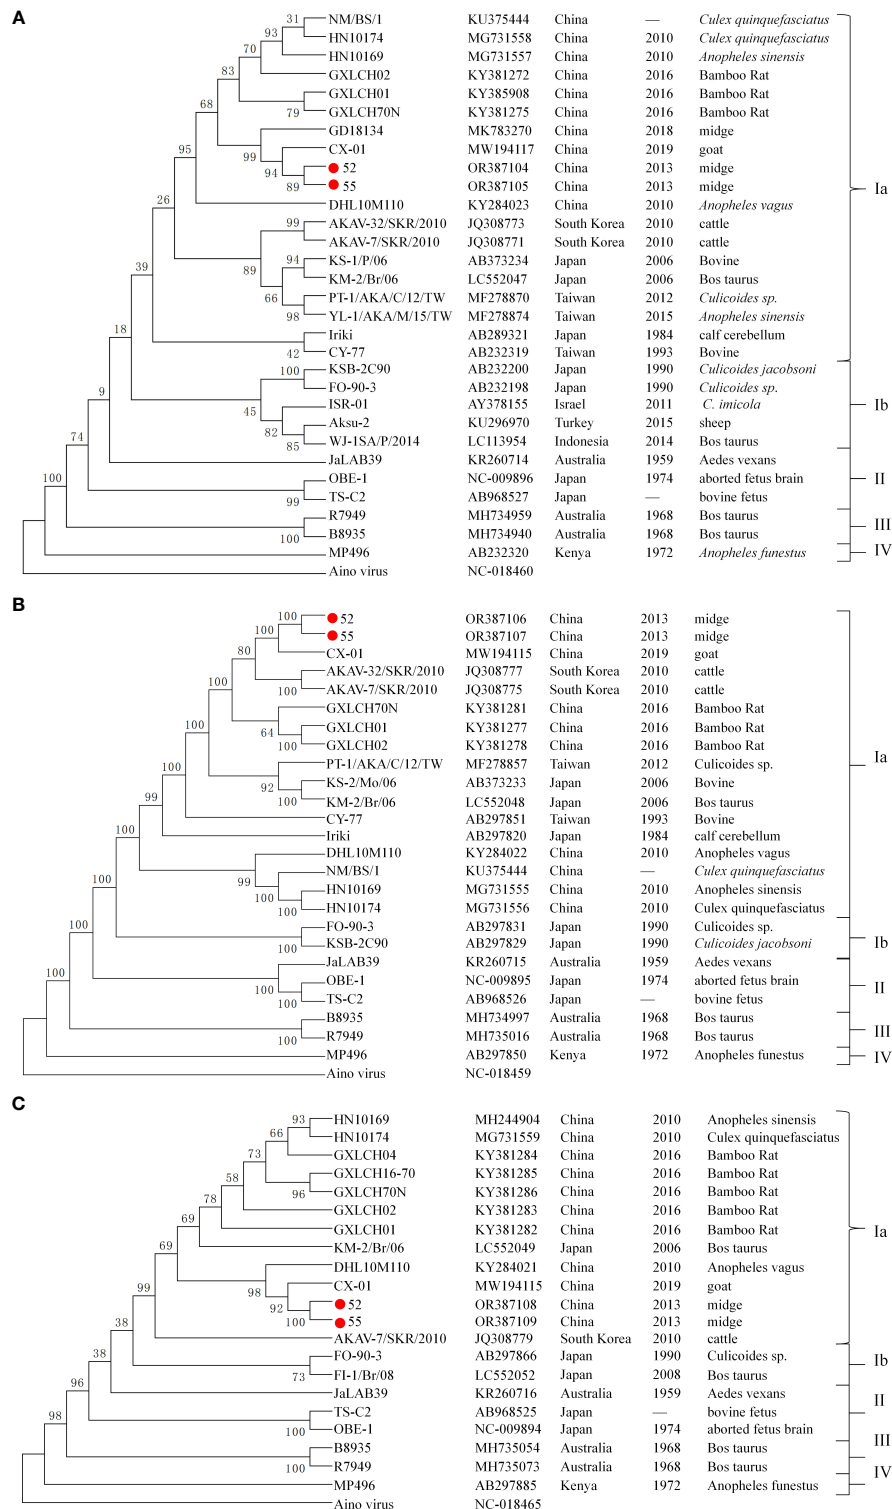 A
31 NM/BS/1 KU375444 China — Culex quinquefasciatus
93 HN10174 MG731558 China 2010 Culex quinquefasciatus
70 HN10169 MG731557 China 2010 Anopheles sinensis
83 GXLCH02 KY381272 China 2016 Bamboo Rat
68 GXLCH01 KY385908 China 2016 Bamboo Rat
79 GXLCH70N KY381275 China 2016 Bamboo Rat
GD18134 MK783270 China 2018 midge
95 99 CX-01 MW194117 China 2019 goat
94 52 OR387104 China 2013 midge
89 55 OR387105 China 2013 midge Ia
26 DHL10M110 KY284023 China 2010 Anopheles vagus
99 AKAV-32/SKR/2010 JQ308773 South Korea 2010 cattle
AKAV-7/SKR/2010 JQ308771 South Korea 2010 cattle
39 89 94 KS-1/P/06 AB373234 Japan 2006 Bovine
KM-2/Br/06 LC552047 Japan 2006 Bos taurus
66 PT-1/AKA/C/12/TW MF278870 Taiwan 2012 Culicoides sp.
98 YL-1/AKA/M/15/TW MF278874 Taiwan 2015 Anopheles sinensis
18 Iriki AB289321 Japan 1984 calf cerebellum
42 CY-77 AB232319 Taiwan 1993 Bovine
100 KSB-2C90 AB232200 Japan 1990 Culicoides jacobsoni
9 FO-90-3 AB232198 Japan 1990 Culicoides sp. Ib
45 ISR-01 AY378155 Israel 2011 C. imicola
82 Aksu-2 KU296970 Turkey 2015 sheep
74 85 WJ-1SA/P/2014 LC113954 Indonesia 2014 Bos taurus
JaLAB39 KR260714 Australia 1959 Aedes vexans
100 OBE-1 NC-009896 Japan 1974 aborted fetus brain II
99 TS-C2 AB968527 Japan — bovine fetus
R7949 MH734959 Australia 1968 Bos taurus III
100 B8935 MH734940 Australia 1968 Bos taurus
MP496 AB232320 Kenya 1972 Anopheles funestus IV
Aino virus NC-018460
B
100 52 OR387106 China 2013 midge
100 55 OR387107 China 2013 midge
80 CX-01 MW194115 China 2019 goat
AKAV-32/SKR/2010 JQ308777 South Korea 2010 cattle
100 100 AKAV-7/SKR/2010 JQ308775 South Korea 2010 cattle
GXLCH70N KY381281 China 2016 Bamboo Rat
100 64 GXLCH01 KY381277 China 2016 Bamboo Rat
100 GXLCH02 KY381278 China 2016 Bamboo Rat Ia
100 PT-1/AKA/C/12/TW MF278857 Taiwan 2012 Culicoides sp.
92 KS-2/Mo/06 AB373233 Japan 2006 Bovine
99 100 KM-2/Br/06 LC552048 Japan 2006 Bos taurus
CY-77 AB297851 Taiwan 1993 Bovine
100 Iriki AB297820 Japan 1984 calf cerebellum
DHL10M110 KY284022 China 2010 Anopheles vagus
100 99 NM/BS/1 KU375444 China — Culex quinquefasciatus
100 HN10169 MG731555 China 2010 Anopheles sinensis
100 HN10174 MG731556 China 2010 Culex quinquefasciatus
FO-90-3 AB297831 Japan 1990 Culicoides sp. Ib
100 KSB-2C90 AB297829 Japan 1990 Culicoides jacobsoni
100 JaLAB39 KR260715 Australia 1959 Aedes vexans
100 OBE-1 NC-009895 Japan 1974 aborted fetus brain II
100 TS-C2 AB968526 Japan — bovine fetus
B8935 MH734997 Australia 1968 Bos taurus III
100 R7949 MH735016 Australia 1968 Bos taurus
MP496 AB297850 Kenya 1972 Anopheles funestus IV
Aino virus NC-018459
C
93 HN10169 MH244904 China 2010 Anopheles sinensis
66 HN10174 MG731559 China 2010 Culex quinquefasciatus
73 GXLCH04 KY381284 China 2016 Bamboo Rat
58 GXLCH16-70 KY381285 China 2016 Bamboo Rat
96 GXLCH70N KY381286 China 2016 Bamboo Rat
78 GXLCH02 KY381283 China 2016 Bamboo Rat
69 GXLCH01 KY381282 China 2016 Bamboo Rat Ia
69 KM-2/Br/06 LC552049 Japan 2006 Bos taurus
DHL10M110 KY284021 China 2010 Anopheles vagus
99 98 CX-01 MW194115 China 2019 goat
92 52 OR387108 China 2013 midge
38 100 55 OR387109 China 2013 midge
AKAV-7/SKR/2010 JQ308779 South Korea 2010 cattle
38 FO-90-3 AB297866 Japan 1990 Culicoides sp. Ib
73 FI-1/Br/08 LC552052 Japan 2008 Bos taurus
96 JaLAB39 KR260716 Australia 1959 Aedes vexans II
TS-C2 AB968525 Japan — bovine fetus
98 100 OBE-1 NC-009894 Japan 1974 aborted fetus brain III
B8935 MH735054 Australia 1968 Bos taurus
100 R7949 MH735073 Australia 1968 Bos taurus IV
MP496 AB297885 Kenya 1972 Anopheles funestus
Aino virus NC-018465